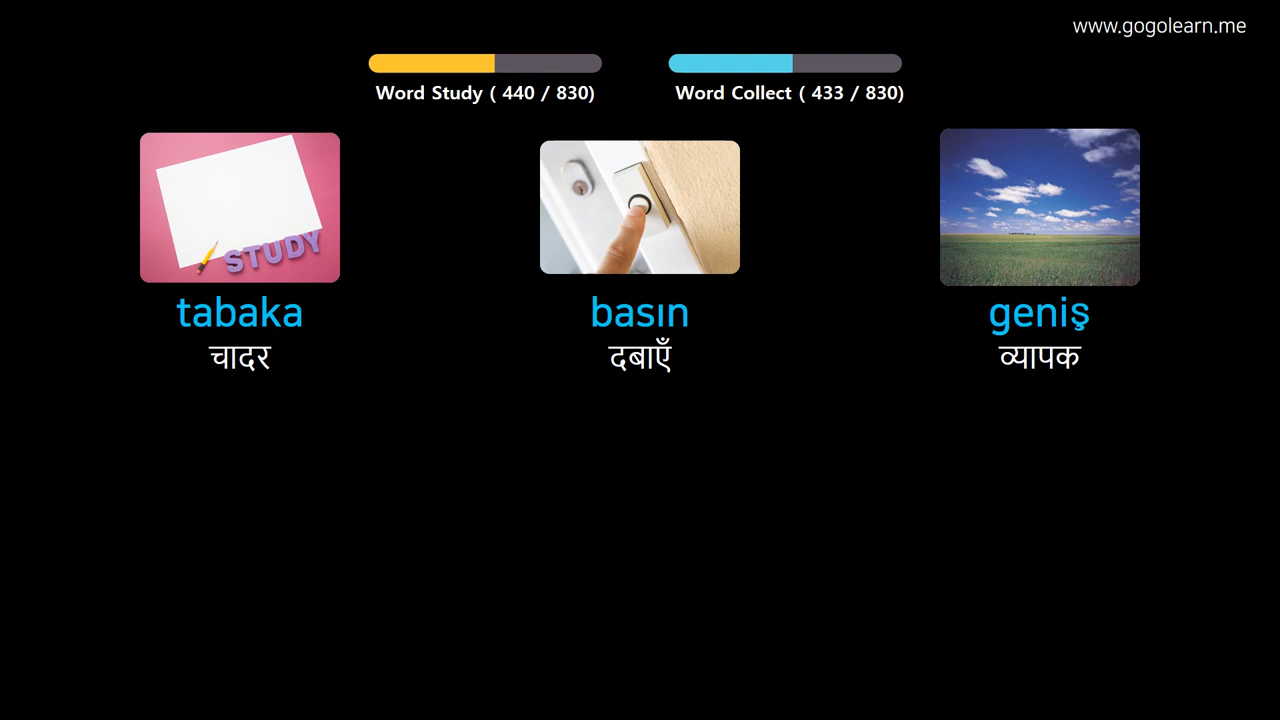 www.gogolearn.me
Word Study ( 440 / 830)
Word Collect ( 433 / 830)
STUDY
tabaka
चादर
basın
दबाएँ
geniş
व्यापक